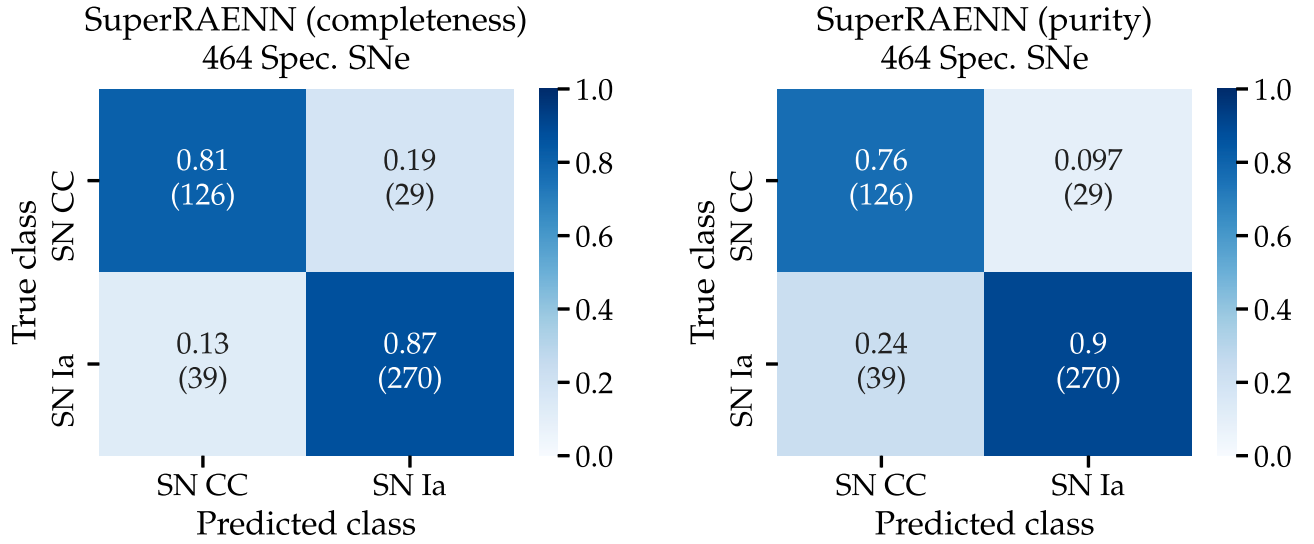 SuperRAENN (completeness)
464 Spec. SNe
True class
SN CC
SN Ia
0.81
(126)
0.19
(29)
0.13
(39)
0.87
(270)
SN CC
SN Ia
Predicted class
1.0
0.8
0.6
0.4
0.2
0.0
SuperRAENN (purity)
464 Spec. SNe
True class
SN CC
SN Ia
0.76
(126)
0.097
(29)
0.24
(39)
0.9
(270)
SN CC
SN Ia
Predicted class
1.0
0.8
0.6
0.4
0.2
0.0